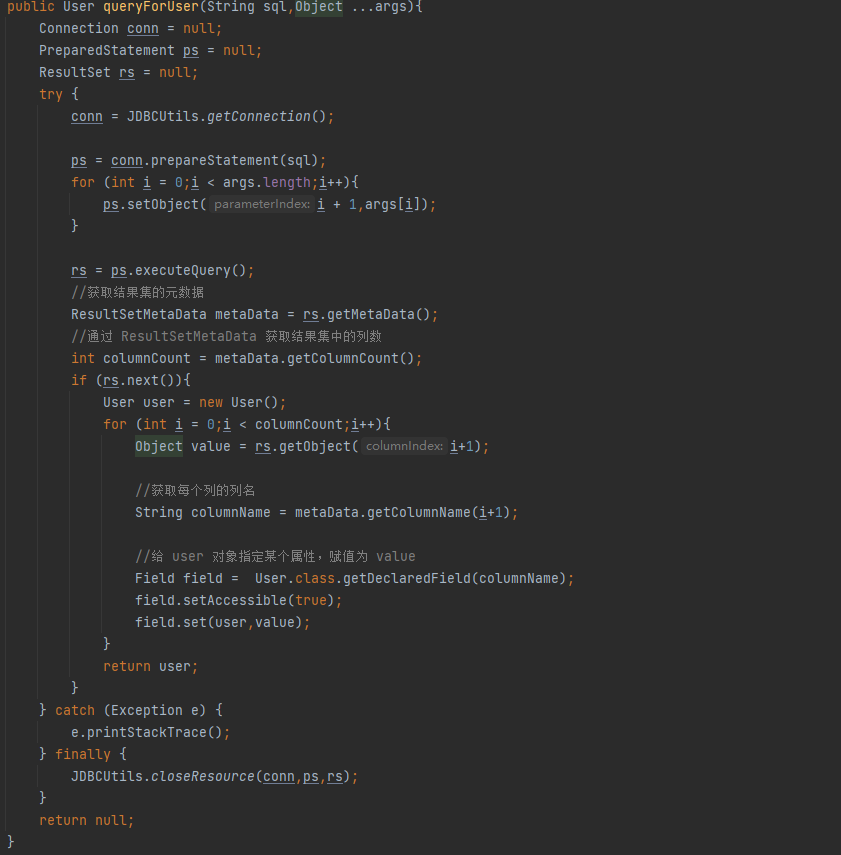 public User queryForUser(String sql,Object ...args){
Connection conn = null;
PreparedStatement ps = null;
ResultSet rs = null;
try {
conn = JDBCUtils.getConnection();
ps = conn.prepareStatement(sql);
for (int i = 0;i < args.length;i++){
ps.setObject( parameterIndex: i + 1,args[i]);
}
rs = ps.executeQuery();
//获取结果集的元数据
ResultSetMetaData metaData = rs.getMetaData();
//通过 ResultSetMetaData 获取结果集中的列数
int columnCount = metaData.getColumnCount();
if (rs.next()){
User user = new User();
for (int i = 0;i < columnCount;i++){
Object value = rs.getObject( columnIndex: i+1);
//获取每个列的列名
String columnName = metaData.getColumnName(i+1);
//给 user 对象指定某个属性，赋值为 value
Field field =  User.class.getDeclaredField(columnName);
field.setAccessible(true);
field.set(user,value);
}
return user;
}
} catch (Exception e) {
e.printStackTrace();
} finally {
JDBCUtils.closeResource(conn,ps,rs);
}
return null;
}